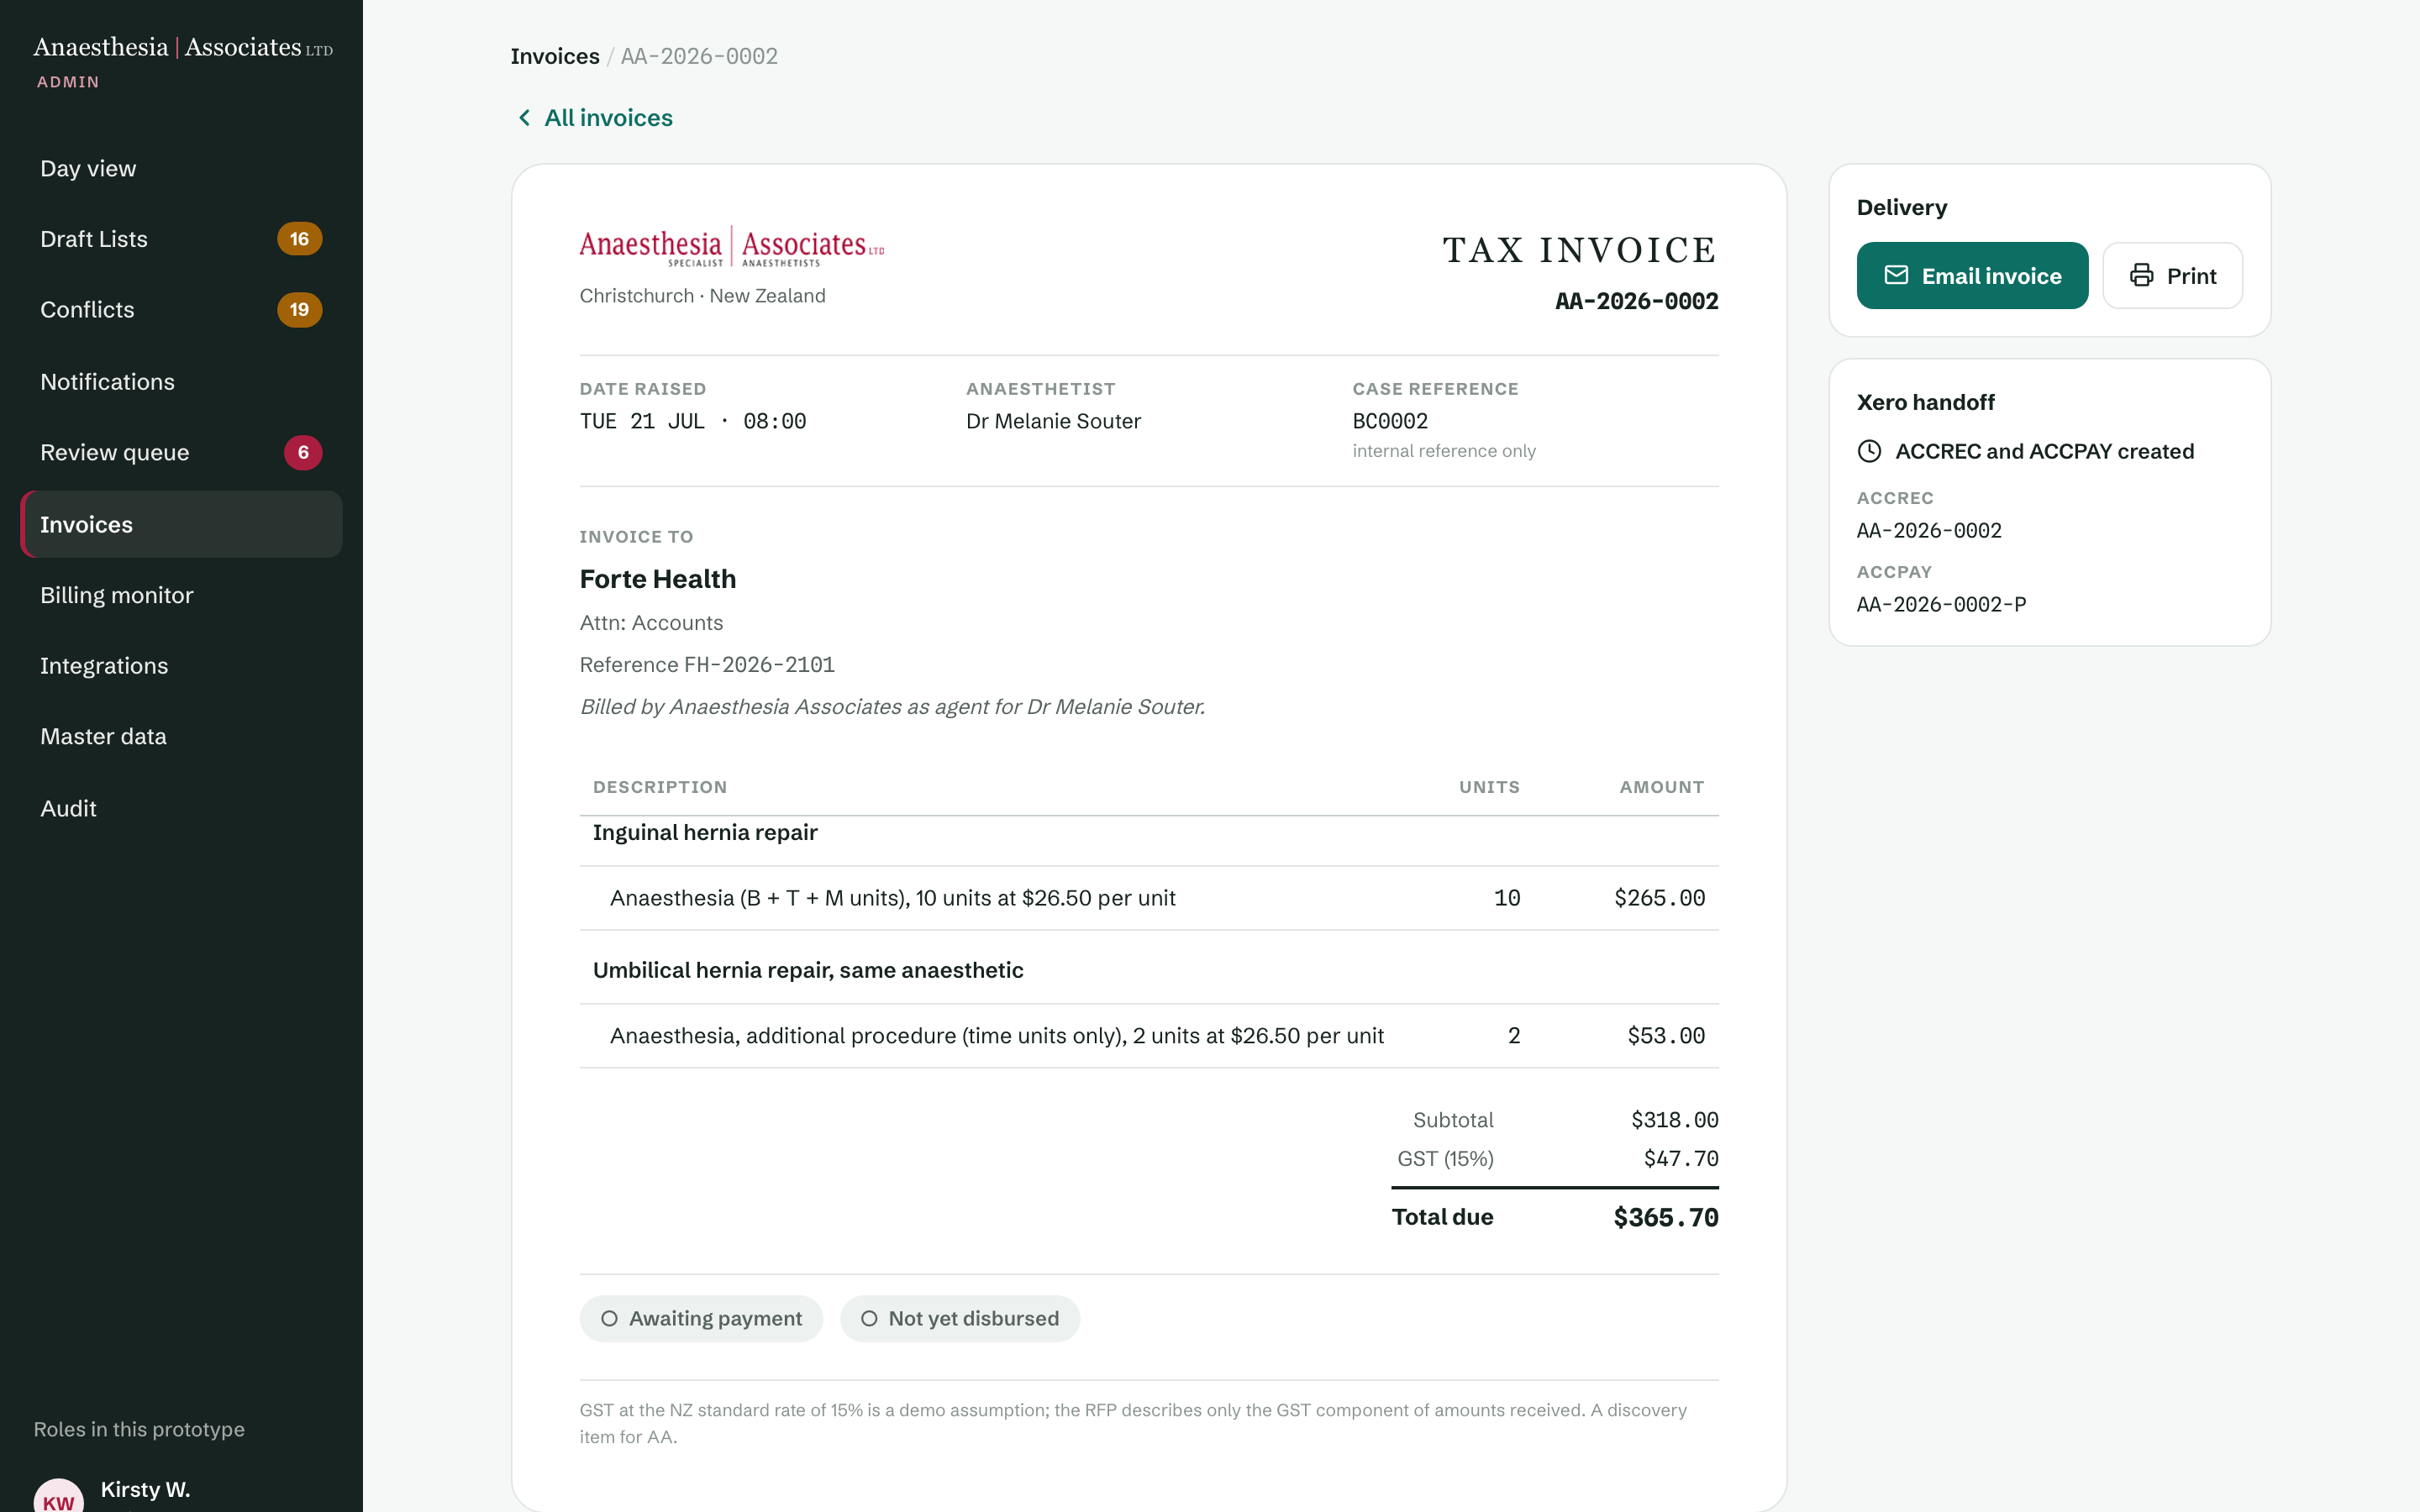 Anaesthesia | Associates LTD
ADMIN
Day view
Draft Lists 16
Conflicts 19
Notifications
Review queue 6
Invoices
Billing monitor
Integrations
Master data
Audit
Roles in this prototype
KW Kirsty W.
Invoices / AA-2026-0002
All invoices
Anaesthesia | Associates LTD
SPECIALIST ANAESTHETISTS
Christchurch · New Zealand
TAX INVOICE
AA-2026-0002
DATE RAISED
TUE 21 JUL · 08:00
ANAESTHETIST
Dr Melanie Souter
CASE REFERENCE
BC0002
internal reference only
INVOICE TO
Forte Health
Attn: Accounts
Reference FH-2026-2101
Billed by Anaesthesia Associates as agent for Dr Melanie Souter.
DESCRIPTION UNITS AMOUNT
Inguinal hernia repair
Anaesthesia (B + T + M units), 10 units at $26.50 per unit 10 $265.00
Umbilical hernia repair, same anaesthetic
Anaesthesia, additional procedure (time units only), 2 units at $26.50 per unit 2 $53.00
Subtotal $318.00
GST (15%) $47.70
Total due $365.70
Awaiting payment Not yet disbursed
GST at the NZ standard rate of 15% is a demo assumption; the RFP describes only the GST component of amounts received. A discovery
item for AA.
Delivery
Email invoice Print
Xero handoff
ACCREC and ACCPAY created
ACCREC
AA-2026-0002
ACCPAY
AA-2026-0002-P